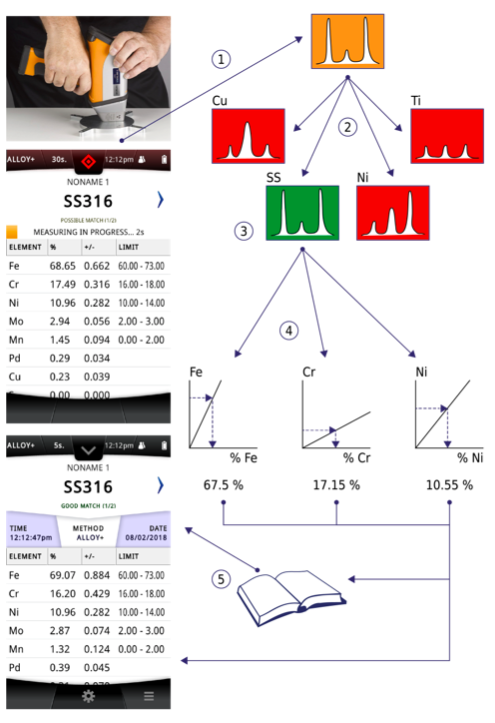 ALLOY+ 30s. 12:12pm
NONAME 1
SS316
POSSIBLE MATCH (1/2)
MEASURING IN PROGRESS... 2s
ELEMENT % +/- LIMIT
Fe 68.65 0.662 60.00 - 73.00
Cr 17.49 0.316 16.00 - 18.00
Ni 10.96 0.282 10.00 - 14.00
Mo 2.94 0.056 2.00 - 3.00
Mn 1.45 0.094 0.00 - 2.00
Pd 0.29 0.034
Cu 0.23 0.039
0.00 0.000
ALLOY+ 5s. 12:12pm
NONAME 1
SS316
GOOD MATCH (1/2)
TIME METHOD DATE
12:12:47pm ALLOY+ 08/02/2018
ELEMENT % +/- LIMIT
Fe 69.07 0.884 60.00 - 73.00
Cr 16.20 0.429 16.00 - 18.00
Ni 10.96 0.282 10.00 - 14.00
Mo 2.87 0.074 2.00 - 3.00
Mn 1.32 0.124 0.00 - 2.00
Pd 0.39 0.045
1
Cu Ti
2
SS Ni
3
4
Fe Cr Ni
% Fe % Cr % Ni
67.5 % 17.15 % 10.55 %
5